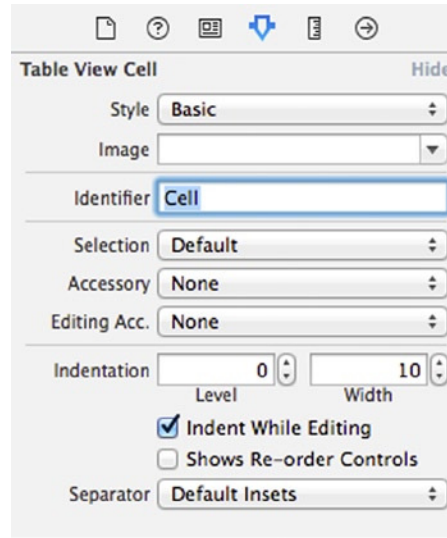 Table View Cell Hide
Style Basic
Image
Identifier Cell
Selection Default
Accessory None
Editing Acc. None
Indentation 0 10
Level Width
Indent While Editing
Shows Re-order Controls
Separator Default Insets